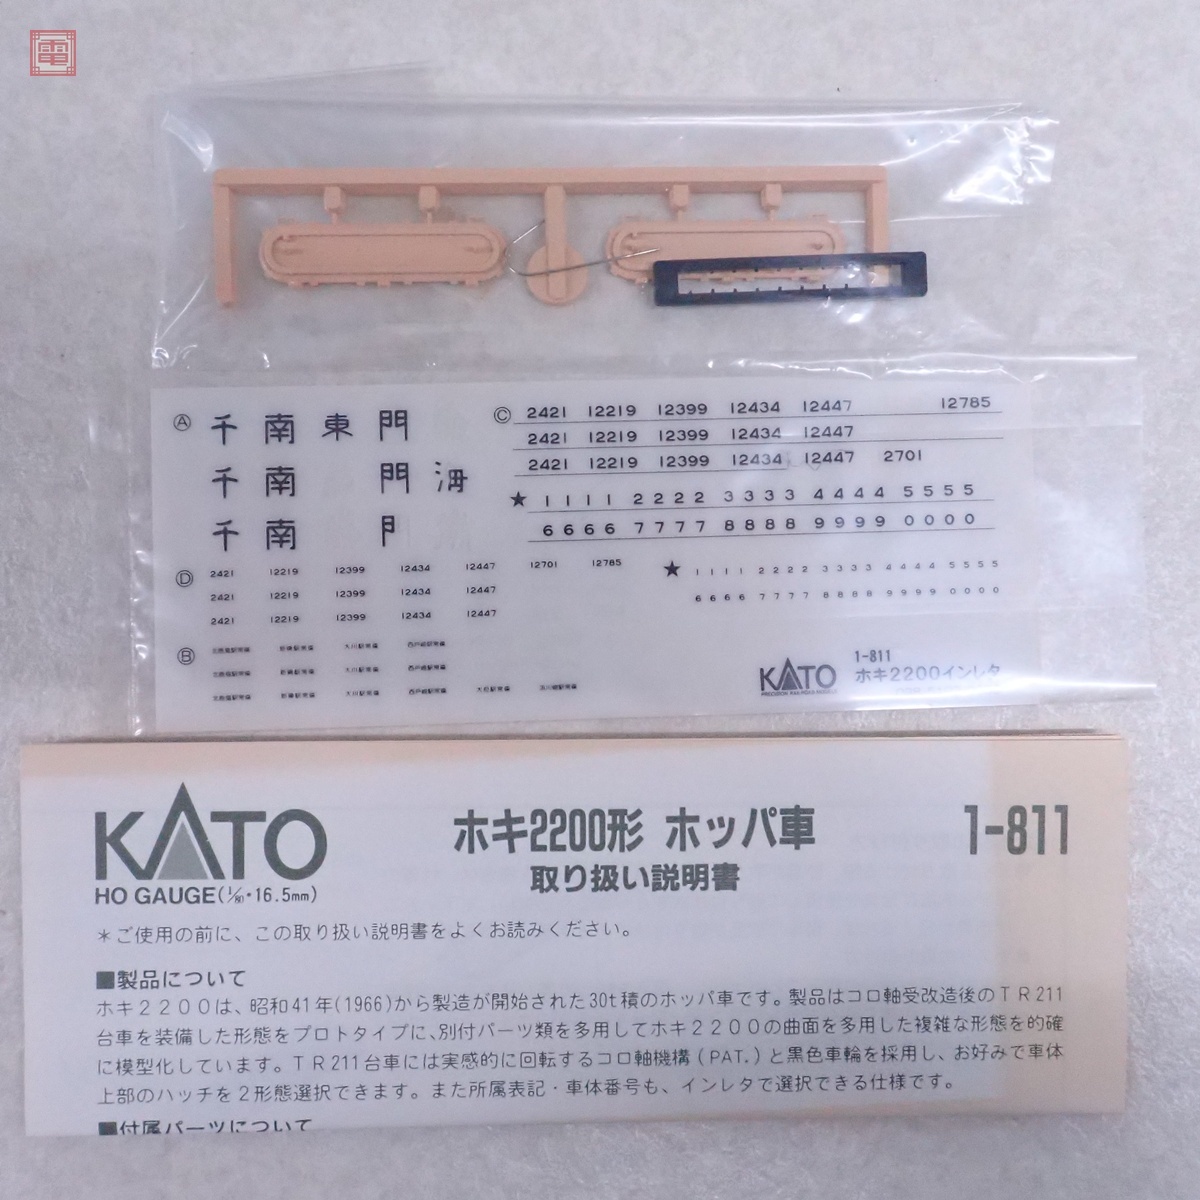 電
Ⓐ 千 南 東 門
千 南 門 海
千 南
Ⓒ 2421 12219 12399 12434 12447 12785
2421 12219 12399 12434 12447
2421 12219 12399 12434 12447 2701
★ 1 1 1 1 2 2 2 2 3 3 3 3 4 4 4 4 5 5 5 5
6 6 6 6 7 7 7 7 8 8 8 8 9 9 9 9 0 0 0 0
Ⓓ 2421 12219 12399 12434 12447 12701 12785
2421 12219 12399 12434 12447
2421 12219 12399 12434 12447
★ 1 1 1 1 2 2 2 2 3 3 3 3 4 4 4 4 5 5 5 5
6 6 6 6 7 7 7 7 8 8 8 8 9 9 9 9 0 0 0 0
Ⓑ
KATO
PRECISION RAILROAD MODELS
1-811
ホキ2200インレタ
KATO
HO GAUGE(1/80・16.5mm)
ホキ2200形 ホッパ車
取り扱い説明書
1-811
＊ご使用の前に、この取り扱い説明書をよくお読みください。
■製品について
ホキ２２００は、昭和41年(1966)から製造が開始された30t積のホッパ車です。製品はコロ軸受改造後のＴＲ211
台車を装備した形態をプロトタイプに、別付パーツ類を多用してホキ２２００の曲面を多用した複雑な形態を的確
に模型化しています。ＴＲ211台車には実感的に回転するコロ軸機構（PAT.）と黒色車輪を採用し、お好みで車体
上部のハッチを２形態選択できます。また所属表記・車体番号も、インレタで選択できる仕様です。
■付属パーツについて